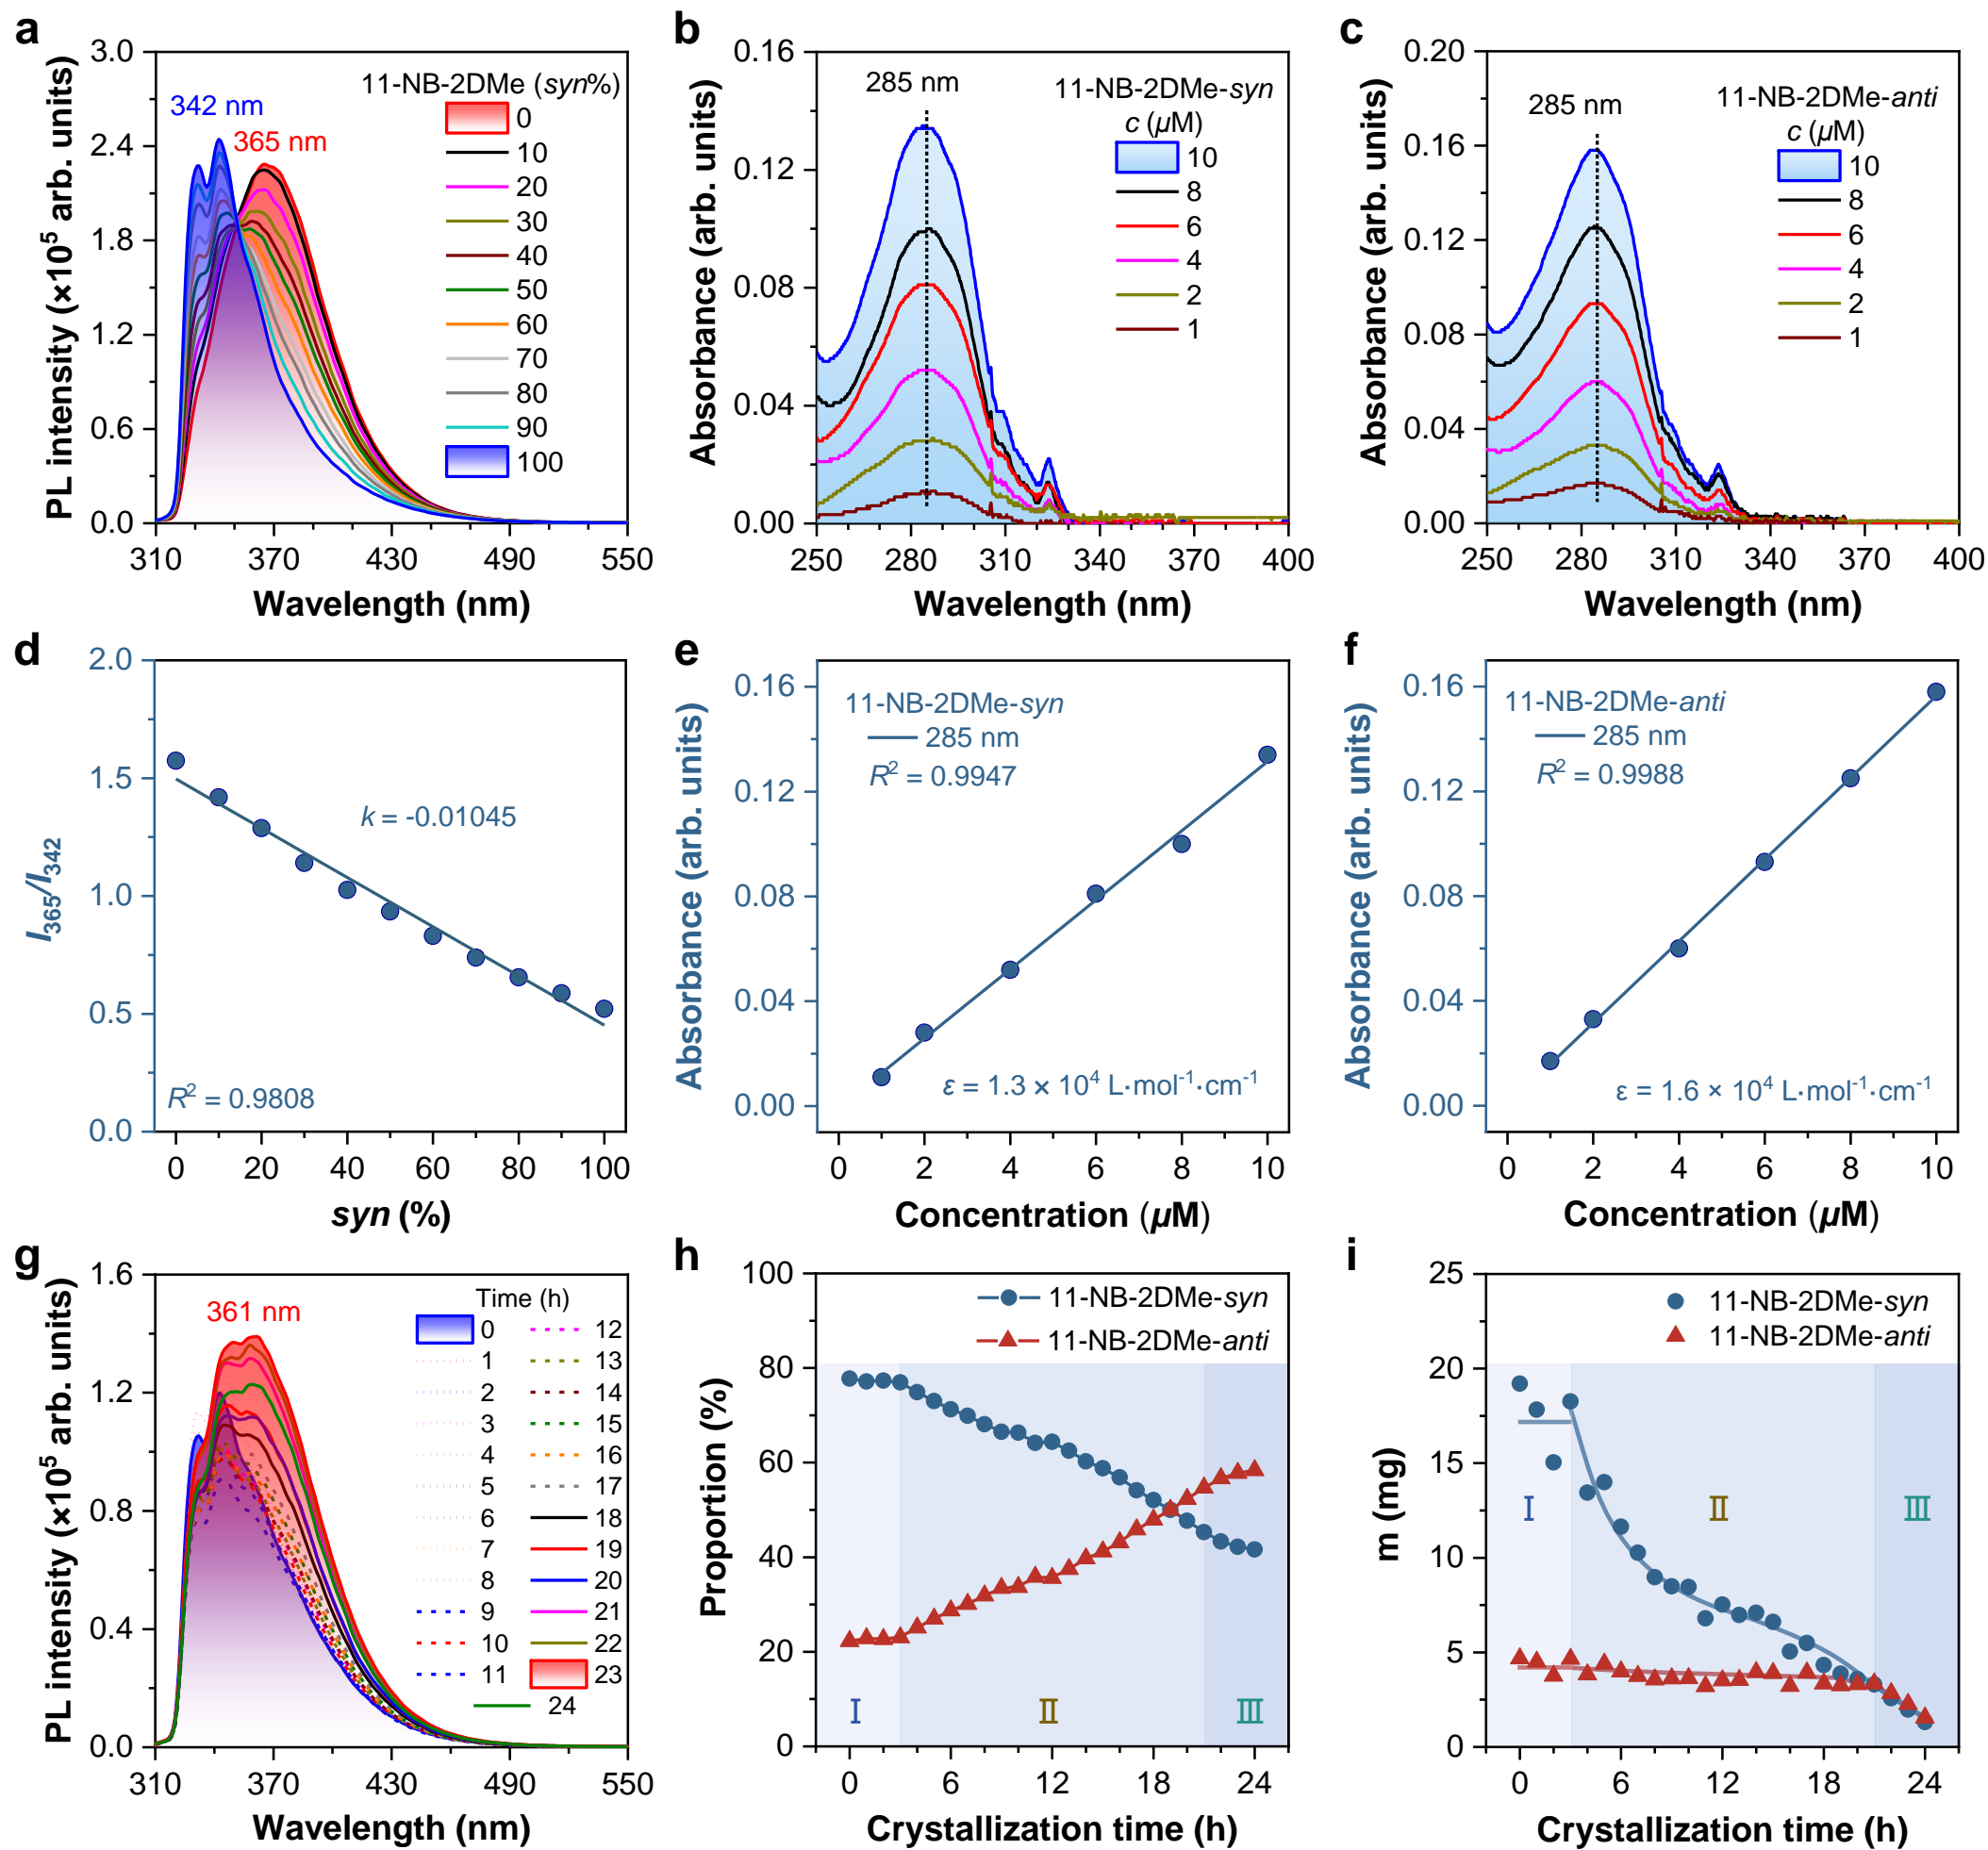 a
PL intensity (×10⁵ arb. units)
3.0
2.4
1.8
1.2
0.6
0.0
342 nm
365 nm
11-NB-2DMe (syn%)
0
10
20
30
40
50
60
70
80
90
100
310 370 430 490 550
Wavelength (nm)
b
Absorbance (arb. units)
0.16
0.12
0.08
0.04
0.00
285 nm
11-NB-2DMe-syn
c (µM)
10
8
6
4
2
1
250 280 310 340 370 400
Wavelength (nm)
c
Absorbance (arb. units)
0.20
0.16
0.12
0.08
0.04
0.00
285 nm
11-NB-2DMe-anti
c (µM)
10
8
6
4
2
1
250 280 310 340 370 400
Wavelength (nm)
d
I₃₆₅/I₃₄₂
2.0
1.5
1.0
0.5
0.0
k = -0.01045
R² = 0.9808
0 20 40 60 80 100
syn (%)
e
Absorbance (arb. units)
0.16
0.12
0.08
0.04
0.00
11-NB-2DMe-syn
285 nm
R² = 0.9947
ε = 1.3 × 10⁴ L·mol⁻¹·cm⁻¹
0 2 4 6 8 10
Concentration (µM)
f
Absorbance (arb. units)
0.16
0.12
0.08
0.04
0.00
11-NB-2DMe-anti
285 nm
R² = 0.9988
ε = 1.6 × 10⁴ L·mol⁻¹·cm⁻¹
0 2 4 6 8 10
Concentration (µM)
g
PL intensity (×10⁵ arb. units)
1.6
1.2
0.8
0.4
0.0
361 nm
Time (h)
0 12
1 13
2 14
3 15
4 16
5 17
6 18
7 19
8 20
9 21
10 22
11 23
24
310 370 430 490 550
Wavelength (nm)
h
Proportion (%)
100
80
60
40
20
0
11-NB-2DMe-syn
11-NB-2DMe-anti
I II III
0 6 12 18 24
Crystallization time (h)
i
m (mg)
25
20
15
10
5
0
11-NB-2DMe-syn
11-NB-2DMe-anti
I II III
0 6 12 18 24
Crystallization time (h)